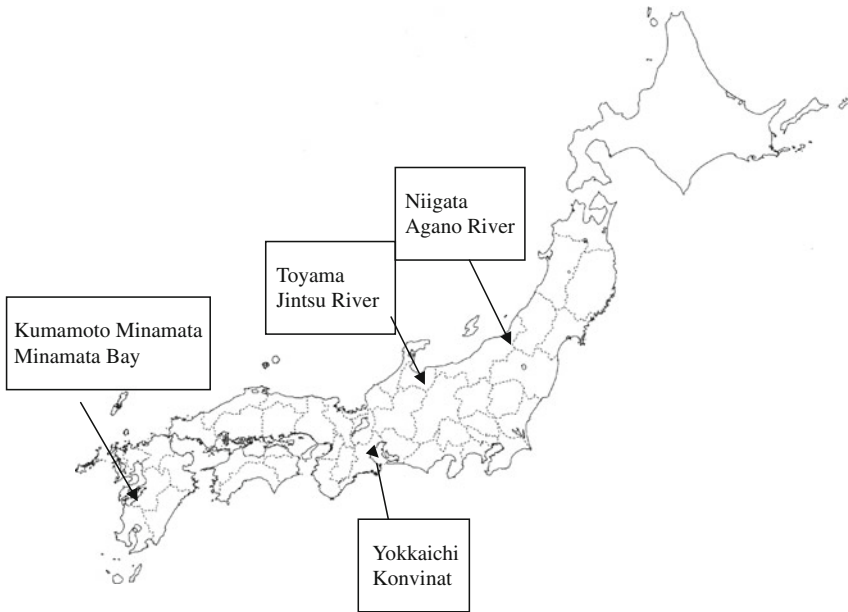 Niigata
Agano River
Toyama
Jintsu River
Kumamoto Minamata
Minamata Bay
Yokkaichi
Konvinat